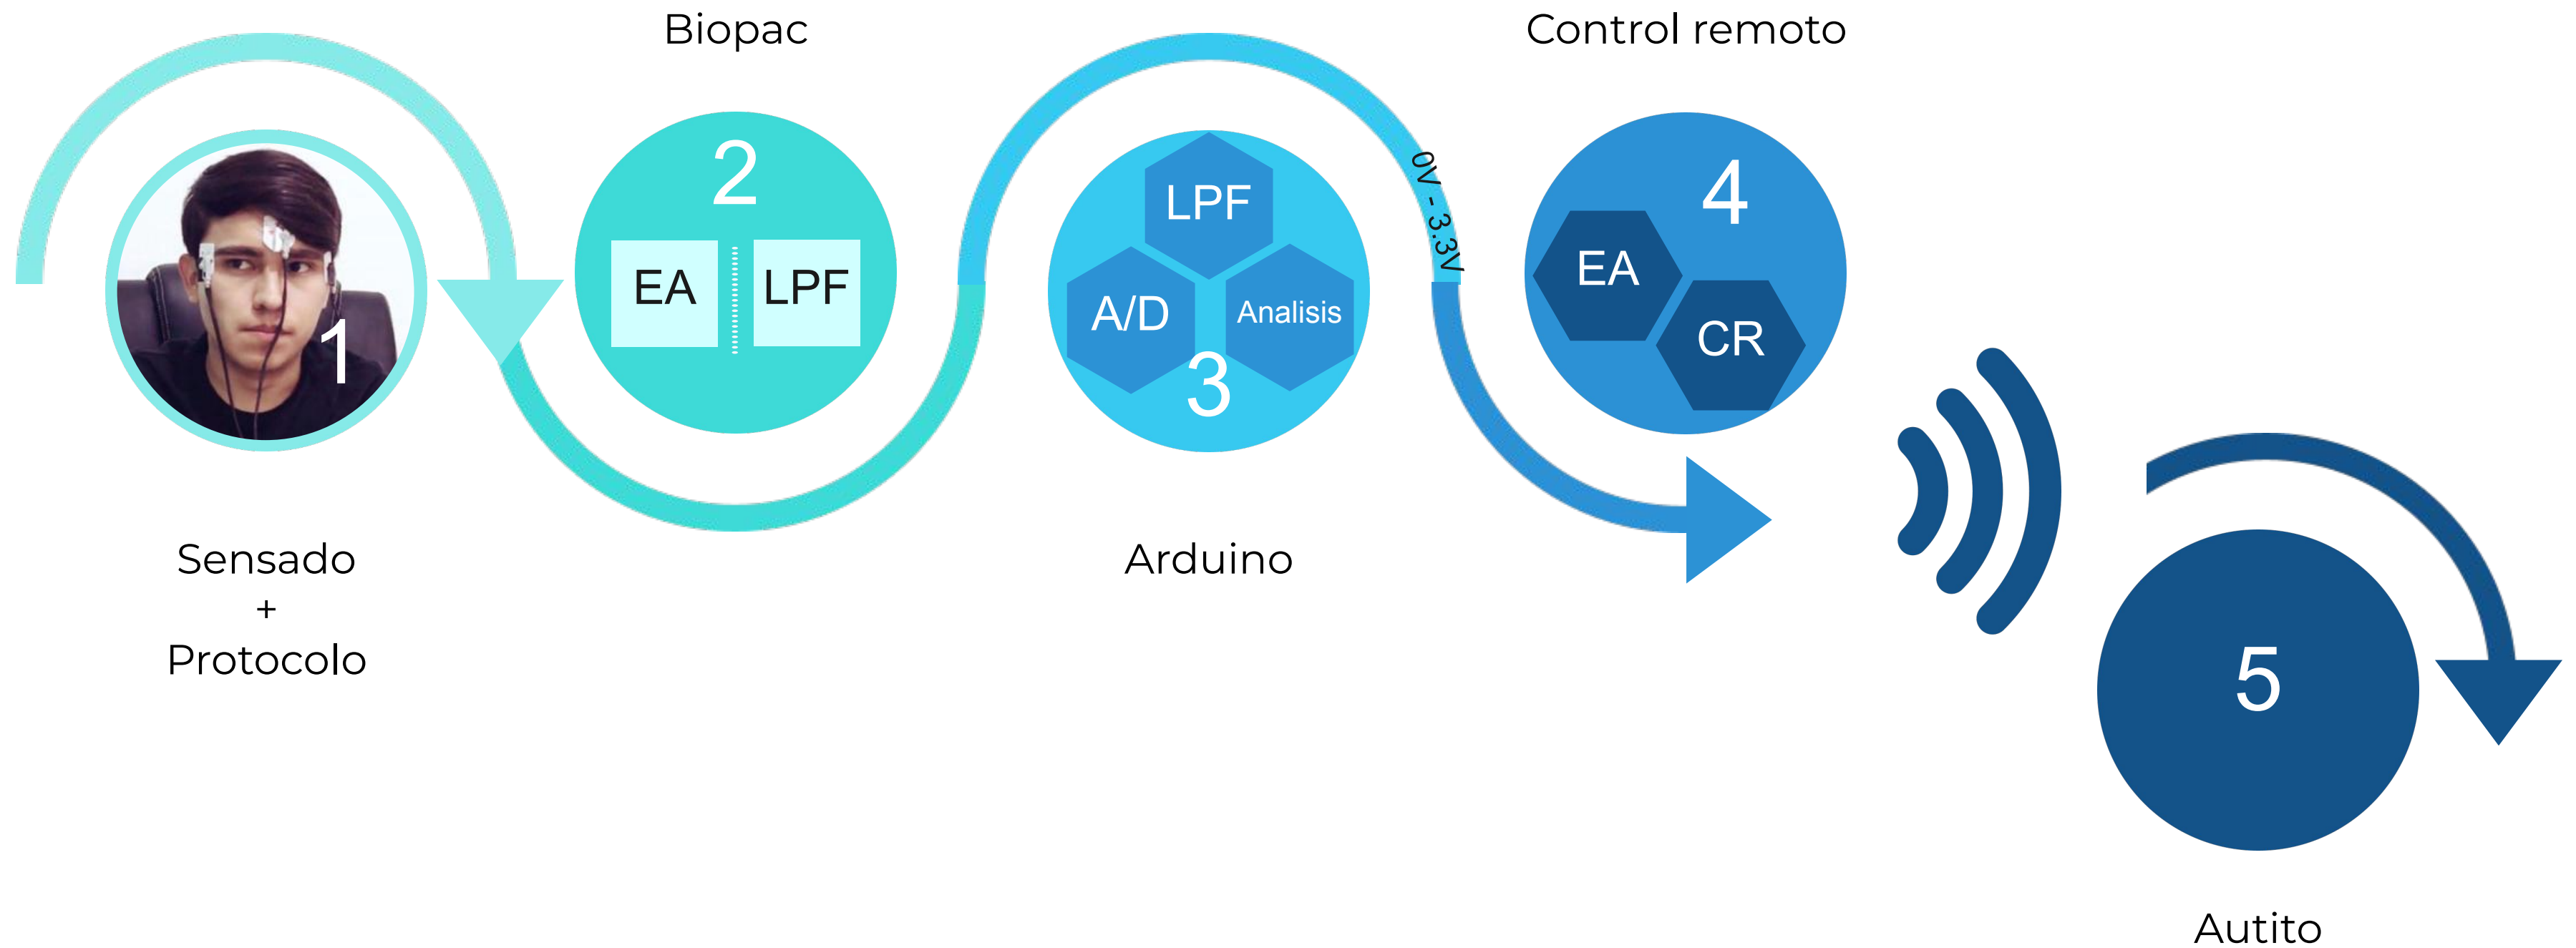 1
Sensado
+
Protocolo
Biopac
2
EA
LPF
LPF
A/D
Analisis
3
Arduino
0V - 3.3V
Control remoto
4
EA
CR
5
Autito